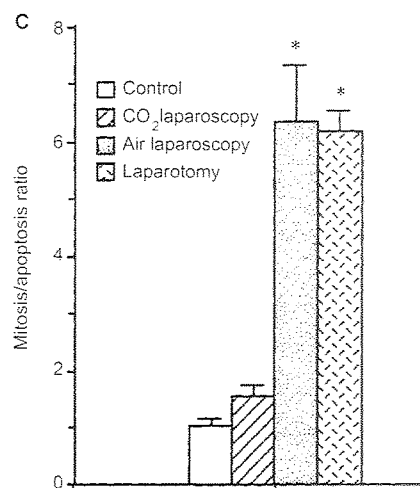 C
8
6
4
2
0
Mitosis/apoptosis ratio
Control
CO2 laparoscopy
Air laparoscopy
Laparotomy
*
*